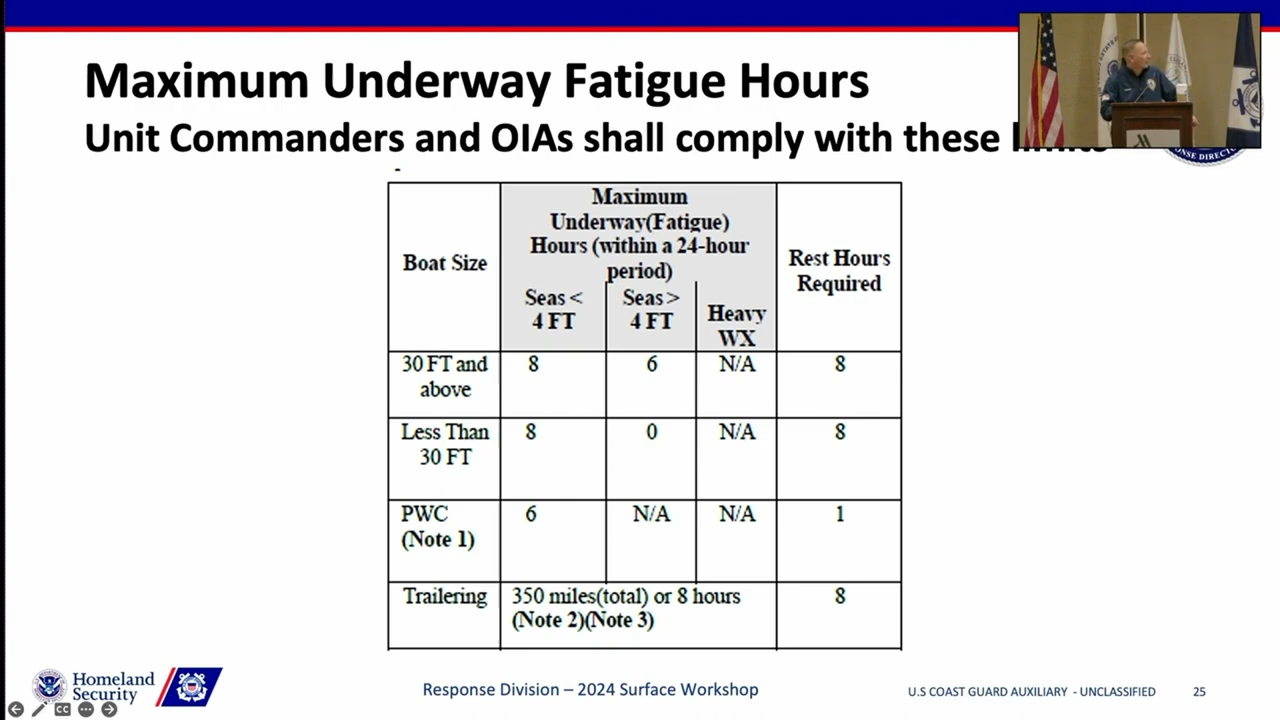 Maximum Underway Fatigue Hours
Unit Commanders and OIAs shall comply with these
Boat Size
Maximum
Underway(Fatigue)
Hours (within a 24-hour
period)
Seas <
4 FT
Seas >
4 FT
Heavy
WX
Rest Hours
Required
30 FT and
above
8
6
N/A
8
Less Than
30 FT
8
0
N/A
8
PWC
(Note 1)
6
N/A
N/A
1
Trailering
350 miles(total) or 8 hours
(Note 2)(Note 3)
8
Homeland
Security
CC
Response Division – 2024 Surface Workshop
U.S COAST GUARD AUXILIARY - UNCLASSIFIED
25